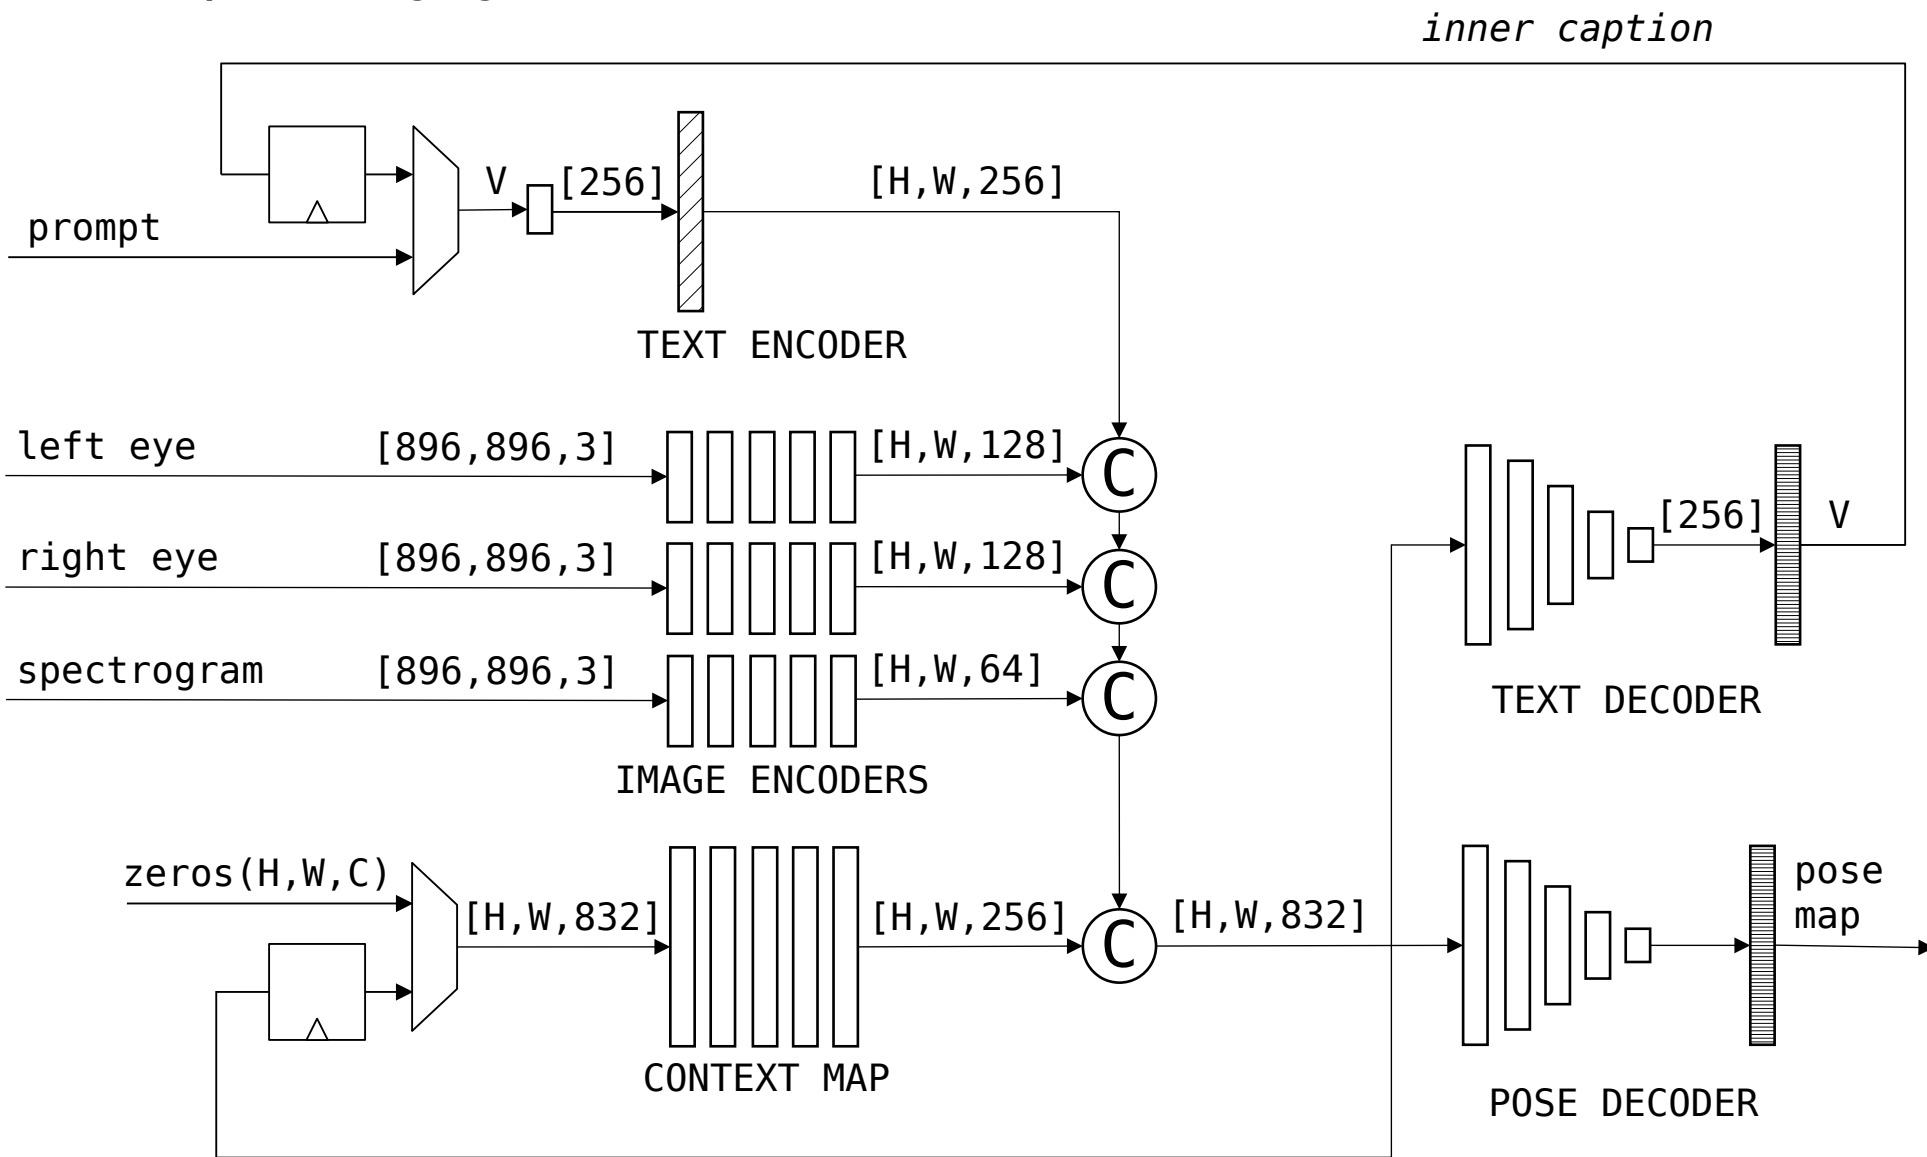 inner caption
V
[256]
[H,W,256]
prompt
TEXT ENCODER
left eye
[896,896,3]
[H,W,128]
C
right eye
[896,896,3]
[H,W,128]
C
spectrogram
[896,896,3]
[H,W,64]
C
IMAGE ENCODERS
[256]
V
TEXT DECODER
zeros(H,W,C)
[H,W,832]
[H,W,256]
C
[H,W,832]
pose
map
CONTEXT MAP
POSE DECODER